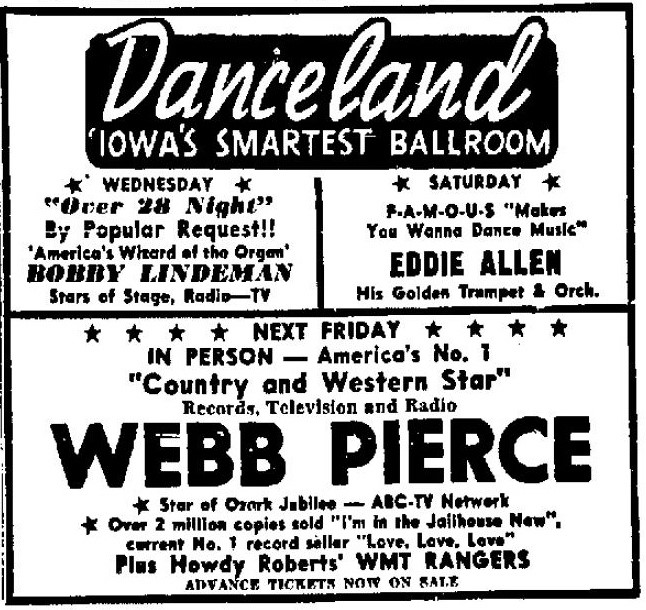 Danceland
'IOWA'S SMARTEST BALLROOM
★ WEDNESDAY ★
"Over 28 Night"
By Popular Request!!
'America's Wizard of the Organ'
BOBBY LINDEMAN
Stars of Stage, Radio—TV
★ SATURDAY ★
F-A-M-O-U-S "Makes
You Wanna Dance Music"
EDDIE ALLEN
His Golden Trumpet & Orch.
★ ★ ★ ★ NEXT FRIDAY ★ ★ ★ ★
IN PERSON — America's No. 1
"Country and Western Star"
Records, Television and Radio
WEBB PIERCE
★ Star of Ozark Jubilee — ABC-TV Network
★ Over 2 million copies sold "I'm in the Jailhouse Now",
current No. 1 record seller "Love, Love, Love"
Plus Howdy Roberts' WMT RANGERS
ADVANCE TICKETS NOW ON SALE